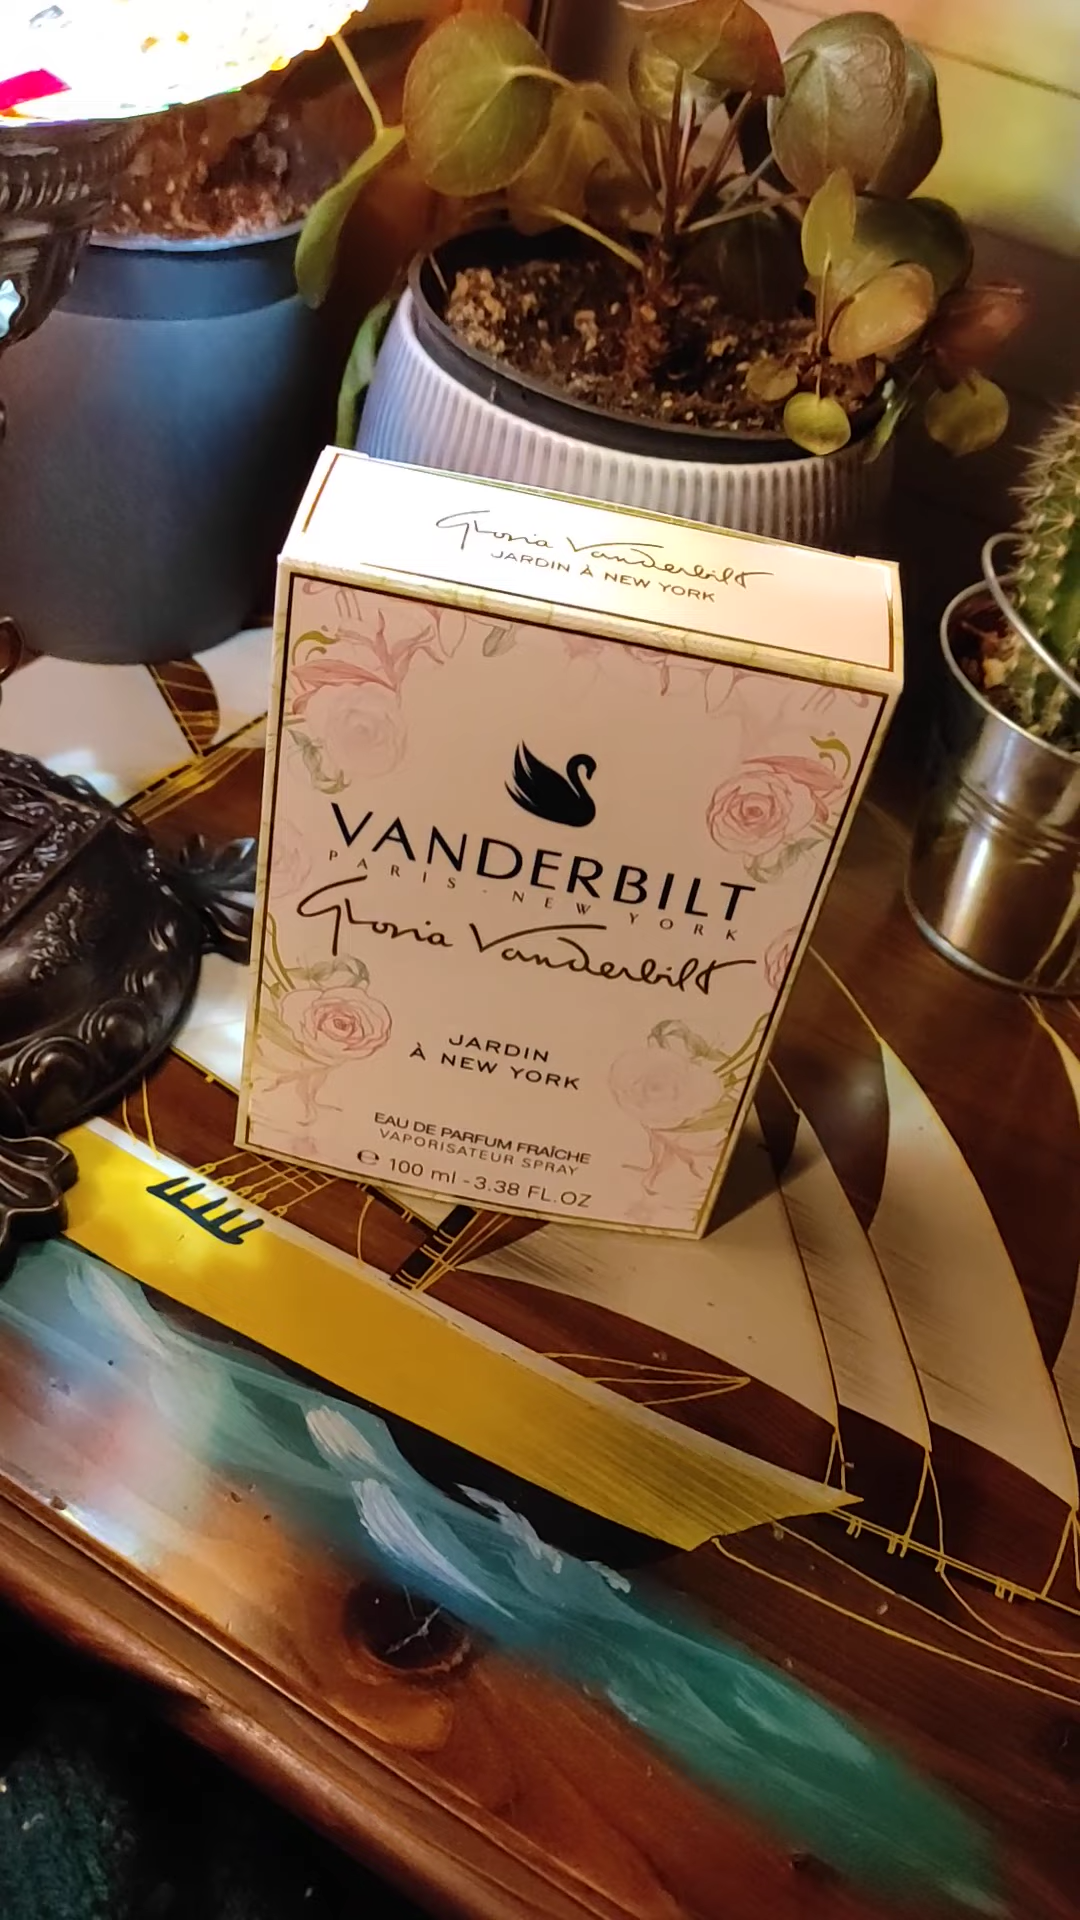 Gloria Vanderbilt
JARDIN À NEW YORK
VANDERBILT
PARIS - NEW YORK
Gloria Vanderbilt
JARDIN
À NEW YORK
EAU DE PARFUM FRAÎCHE
VAPORISATEUR SPRAY
℮ 100 ml - 3.38 FL.OZ